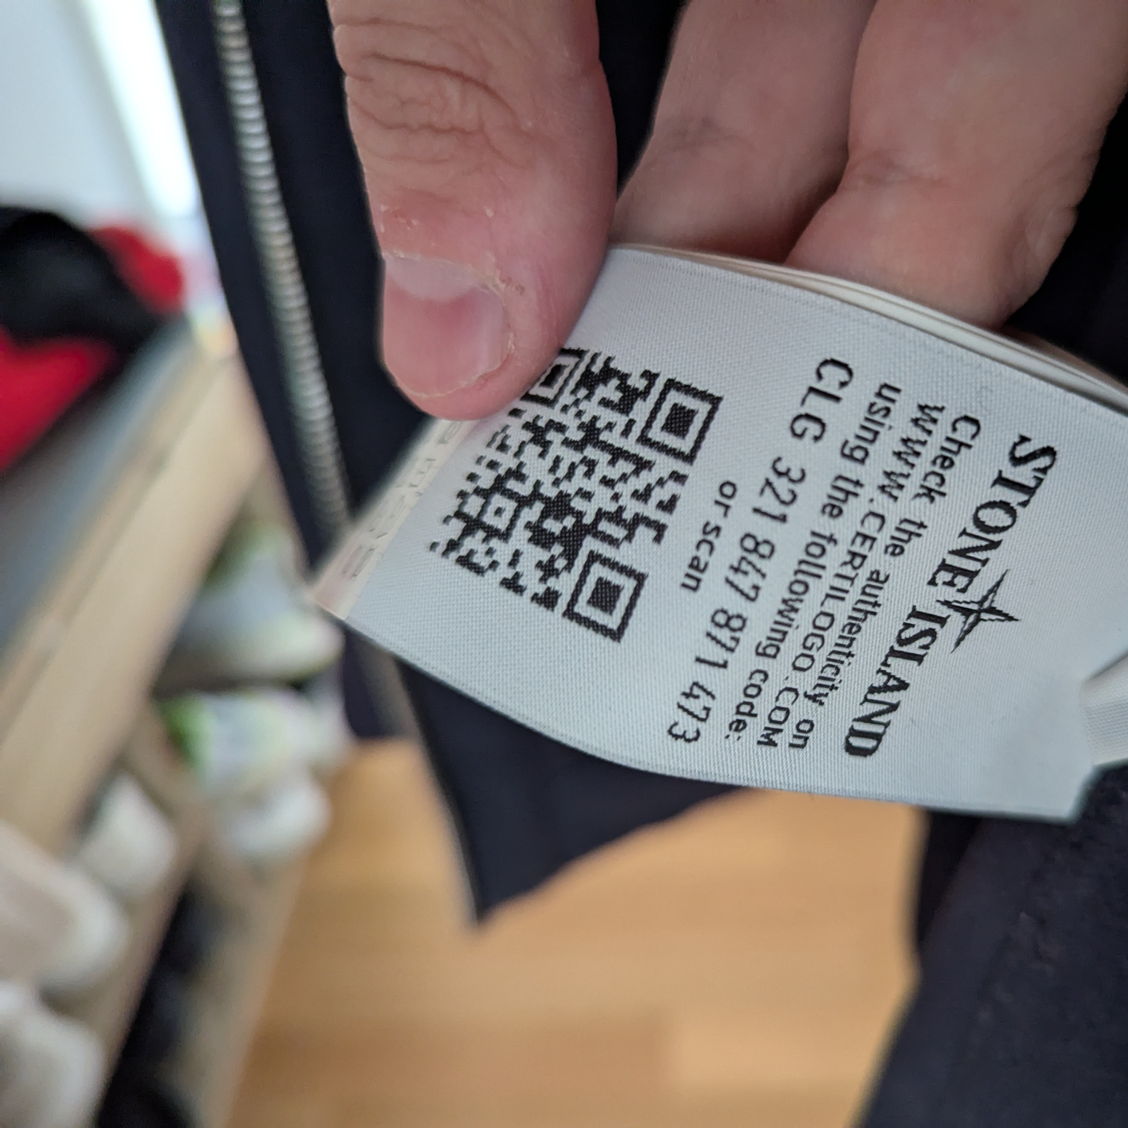 STONE ISLAND
Check the authenticity on
WWW.CERTILOGO.COM
using the following code:
CLG 321 847 871 473
or scan